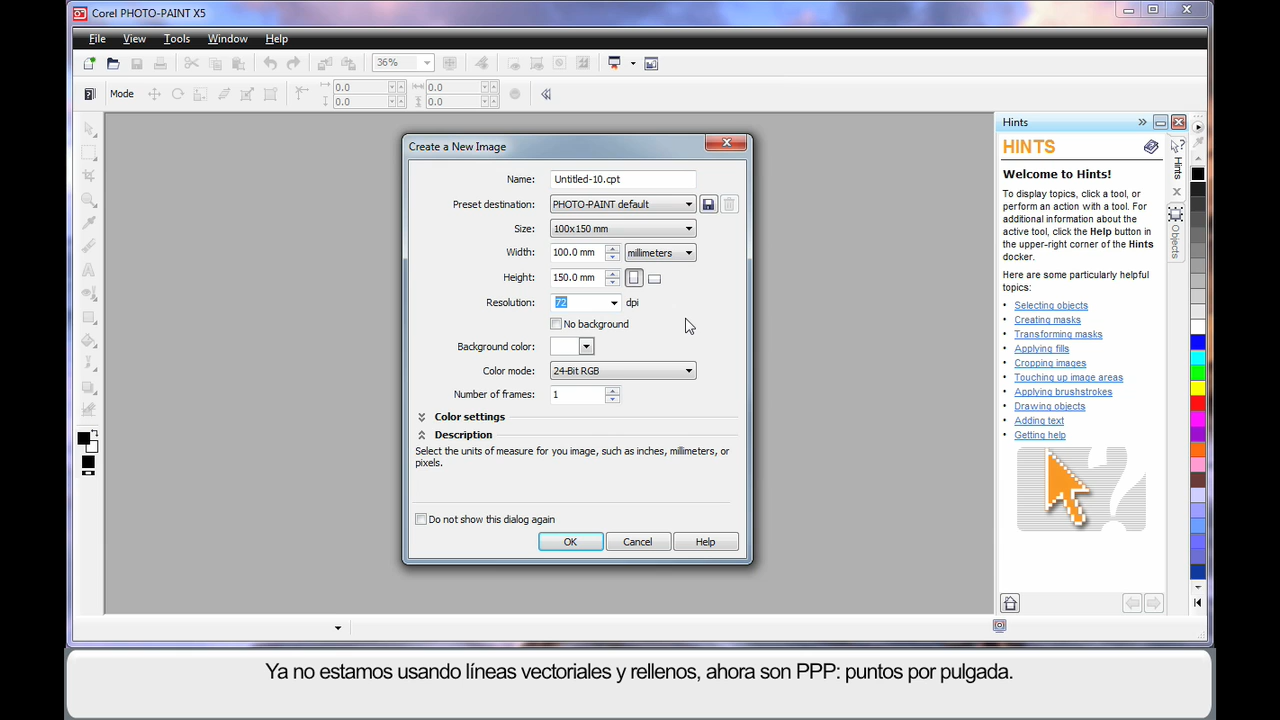 Corel PHOTO-PAINT X5
File View Tools Window Help
36%
Mode
0.0 0.0
0.0 0.0
Create a New Image
Name: Untitled-10.cpt
Preset destination: PHOTO-PAINT default
Size: 100x150 mm
Width: 100.0 mm millimeters
Height: 150.0 mm
Resolution: 72 dpi
No background
Background color:
Color mode: 24-Bit RGB
Number of frames: 1
Color settings
Description
Select the units of measure for you image, such as inches, millimeters, or
pixels.
Do not show this dialog again
OK Cancel Help
Hints
HINTS
Welcome to Hints!
To display topics, click a tool, or
perform an action with a tool. For
additional information about the
active tool, click the Help button in
the upper-right corner of the Hints
docker.
Here are some particularly helpful
topics:
• Selecting objects
• Creating masks
• Transforming masks
• Applying fills
• Cropping images
• Touching up image areas
• Applying brushstrokes
• Drawing objects
• Adding text
• Getting help
Hints
Objects
Ya no estamos usando líneas vectoriales y rellenos, ahora son PPP: puntos por pulgada.